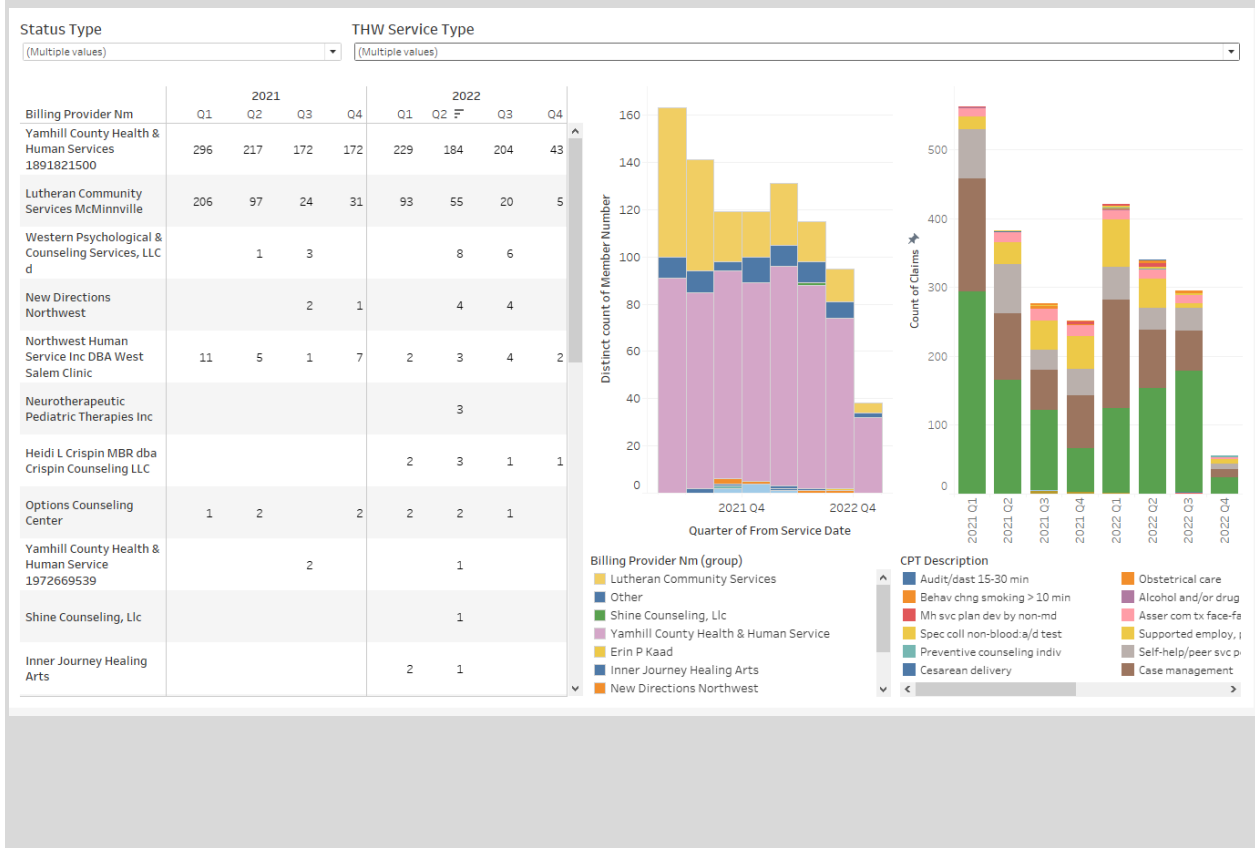 Status Type
THW Service Type
(Multiple values)
(Multiple values)
2021 2022
Billing Provider Nm Q1 Q2 Q3 Q4 Q1 Q2 Q3 Q4
Yamhill County Health &
Human Services 296 217 172 172 229 184 204 43
1891821500
Lutheran Community
Services McMinnville 206 97 24 31 93 55 20 5
Western Psychological &
Counseling Services, LLC 1 3 8 6
d
New Directions
Northwest 2 1 4 4
Northwest Human
Service Inc DBA West 11 5 1 7 2 3 4 2
Salem Clinic
Neurotherapeutic
Pediatric Therapies Inc 3
Heidi L Crispin MBR dba
Crispin Counseling LLC 2 3 1 1
Options Counseling
Center 1 2 2 2 2 1
Yamhill County Health &
Human Service 2 1
1972669539
Shine Counseling, Llc 1
Inner Journey Healing
Arts 2 1
Distinct count of Member Number
160
140
120
100
80
60
40
20
0
2021 Q4 2022 Q4
Quarter of From Service Date
Count of Claims
500
400
300
200
100
0
2021 Q1
2021 Q2
2021 Q3
2021 Q4
2022 Q1
2022 Q2
2022 Q3
2022 Q4
Billing Provider Nm (group)
Lutheran Community Services
Other
Shine Counseling, Llc
Yamhill County Health & Human Service
Erin P Kaad
Inner Journey Healing Arts
New Directions Northwest
CPT Description
Audit/dast 15-30 min
Behav chng smoking > 10 min
Mh svc plan dev by non-md
Spec coll non-blood:a/d test
Preventive counseling indiv
Cesarean delivery
Obstetrical care
Alcohol and/or drug
Asser com tx face-fa
Supported employ,
Self-help/peer svc p
Case management